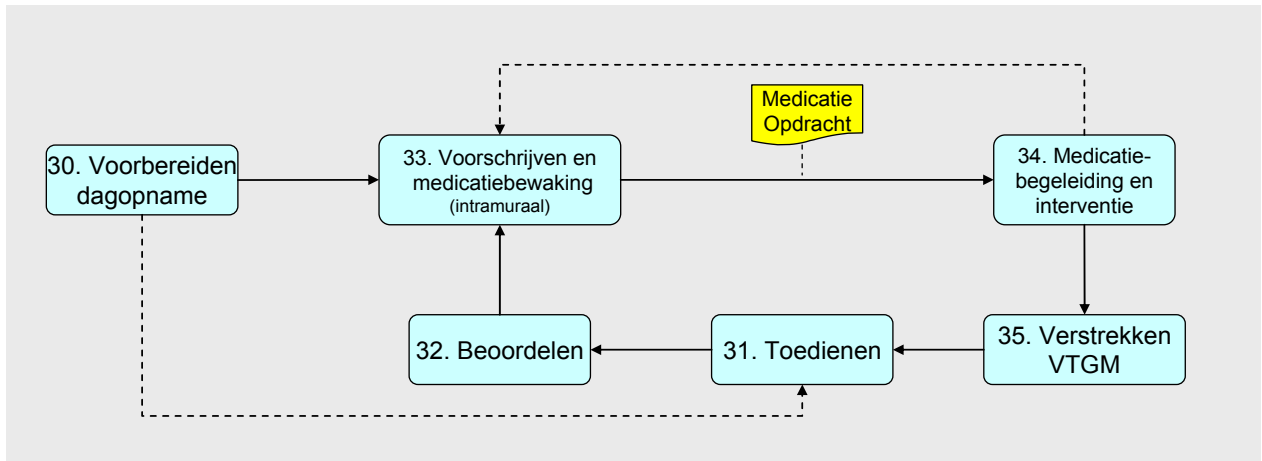 Medicatie
Opdracht
30. Voorbereiden
dagopname
33. Voorschrijven en
medicatiebewaking
(intramuraal)
34. Medicatie-
begeleiding en
interventie
32. Beoordelen
31. Toedienen
35. Verstrekken
VTGM